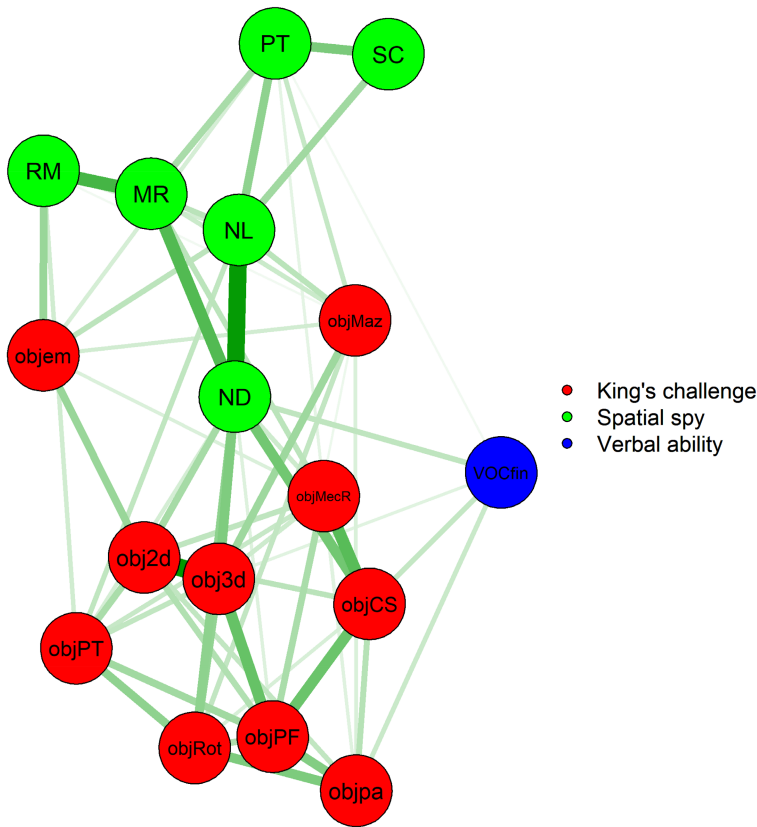 PT
SC
RM
MR
NL
objMaz
objem
ND
King's challenge
Spatial spy
Verbal ability
VOCfin
objMecR
obj2d
obj3d
objCS
objPT
objRot
objPF
objpa